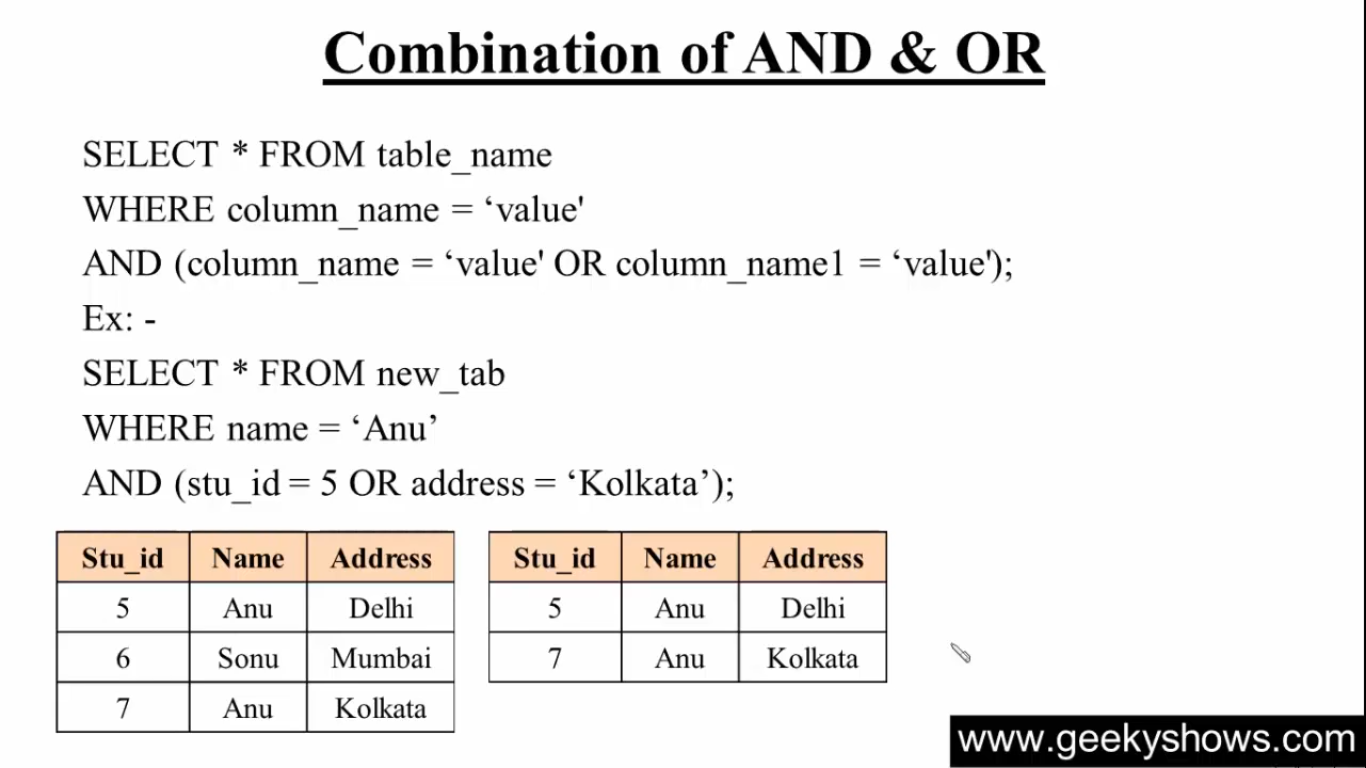 Combination of AND & OR
SELECT * FROM table_name
WHERE column_name = ‘value'
AND (column_name = ‘value' OR column_name1 = ‘value');
Ex: -
SELECT * FROM new_tab
WHERE name = ‘Anu’
AND (stu_id = 5 OR address = ‘Kolkata’);
Stu_id Name Address
5 Anu Delhi
6 Sonu Mumbai
7 Anu Kolkata
Stu_id Name Address
5 Anu Delhi
7 Anu Kolkata
www.geekyshows.com